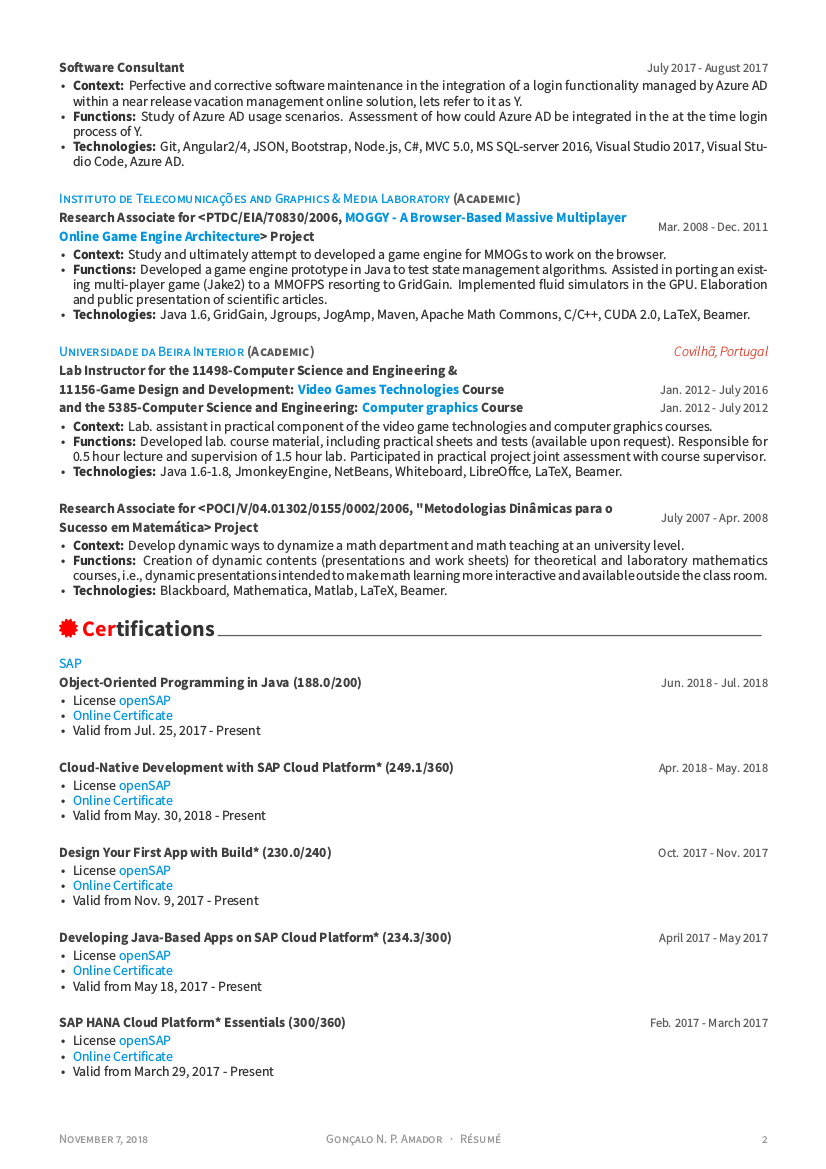 Software Consultant July 2017 - August 2017
• Context: Perfective and corrective software maintenance in the integration of a login functionality managed by Azure AD
within a near release vacation management online solution, lets refer to it as Y.
• Functions: Study of Azure AD usage scenarios. Assessment of how could Azure AD be integrated in the at the time login
process of Y.
• Technologies: Git, Angular2/4, JSON, Bootstrap, Node.js, C#, MVC 5.0, MS SQL-server 2016, Visual Studio 2017, Visual Stu-
dio Code, Azure AD.
Instituto de Telecomunicações and Graphics & Media Laboratory (Academic)
Research Associate for <PTDC/EIA/70830/2006, MOGGY - A Browser-Based Massive Multiplayer
Online Game Engine Architecture> Project Mar. 2008 - Dec. 2011
• Context: Study and ultimately attempt to developed a game engine for MMOGs to work on the browser.
• Functions: Developed a game engine prototype in Java to test state management algorithms. Assisted in porting an exist-
ing multi-player game (Jake2) to a MMOFPS resorting to GridGain. Implemented fluid simulators in the GPU. Elaboration
and public presentation of scientific articles.
• Technologies: Java 1.6, GridGain, Jgroups, JogAmp, Maven, Apache Math Commons, C/C++, CUDA 2.0, LaTeX, Beamer.
Universidade da Beira Interior (Academic) Covilhã, Portugal
Lab Instructor for the 11498-Computer Science and Engineering &
11156-Game Design and Development: Video Games Technologies Course Jan. 2012 - July 2016
and the 5385-Computer Science and Engineering: Computer graphics Course Jan. 2012 - July 2012
• Context: Lab. assistant in practical component of the video game technologies and computer graphics courses.
• Functions: Developed lab. course material, including practical sheets and tests (available upon request). Responsible for
0.5 hour lecture and supervision of 1.5 hour lab. Participated in practical project joint assessment with course supervisor.
• Technologies: Java 1.6-1.8, JmonkeyEngine, NetBeans, Whiteboard, LibreOffce, LaTeX, Beamer.
Research Associate for <POCI/V/04.01302/0155/0002/2006, "Metodologias Dinâmicas para o
Sucesso em Matemática> Project July 2007 - Apr. 2008
• Context: Develop dynamic ways to dynamize a math department and math teaching at an university level.
• Functions: Creation of dynamic contents (presentations and work sheets) for theoretical and laboratory mathematics
courses, i.e., dynamic presentations intended to make math learning more interactive and available outside the class room.
• Technologies: Blackboard, Mathematica, Matlab, LaTeX, Beamer.
Certifications
SAP
Object-Oriented Programming in Java (188.0/200) Jun. 2018 - Jul. 2018
• License openSAP
• Online Certificate
• Valid from Jul. 25, 2017 - Present
Cloud-Native Development with SAP Cloud Platform* (249.1/360) Apr. 2018 - May. 2018
• License openSAP
• Online Certificate
• Valid from May. 30, 2018 - Present
Design Your First App with Build* (230.0/240) Oct. 2017 - Nov. 2017
• License openSAP
• Online Certificate
• Valid from Nov. 9, 2017 - Present
Developing Java-Based Apps on SAP Cloud Platform* (234.3/300) April 2017 - May 2017
• License openSAP
• Online Certificate
• Valid from May 18, 2017 - Present
SAP HANA Cloud Platform* Essentials (300/360) Feb. 2017 - March 2017
• License openSAP
• Online Certificate
• Valid from March 29, 2017 - Present
November 7, 2018 Gonçalo N. P. Amador · Résumé 2